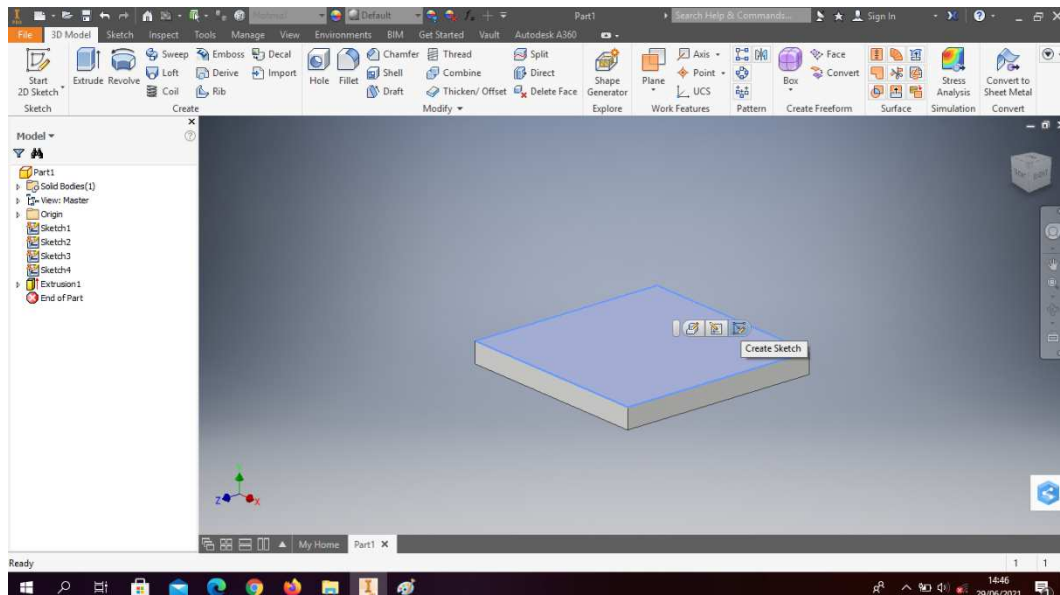 Material Default Part1 Search Help & Commands... Sign In
File 3D Model Sketch Inspect Tools Manage View Environments BIM Get Started Vault Autodesk A360
Start 2D Sketch
Extrude
Revolve
Sweep Emboss Decal
Loft Derive Import
Coil Rib
Hole
Fillet
Chamfer Thread Split
Shell Combine Direct
Draft Thicken/ Offset Delete Face
Shape Generator
Plane
Axis
Point
UCS
Box
Face
Convert
Stress Analysis
Convert to Sheet Metal
Sketch Create Modify Explore Work Features Pattern Create Freeform Surface Simulation Convert
Model
Part1
Solid Bodies(1)
View: Master
Origin
Sketch1
Sketch2
Sketch3
Sketch4
Extrusion1
End of Part
Create Sketch
Y
Z X
My Home Part1
Ready 1 1
14:46
29/06/2021